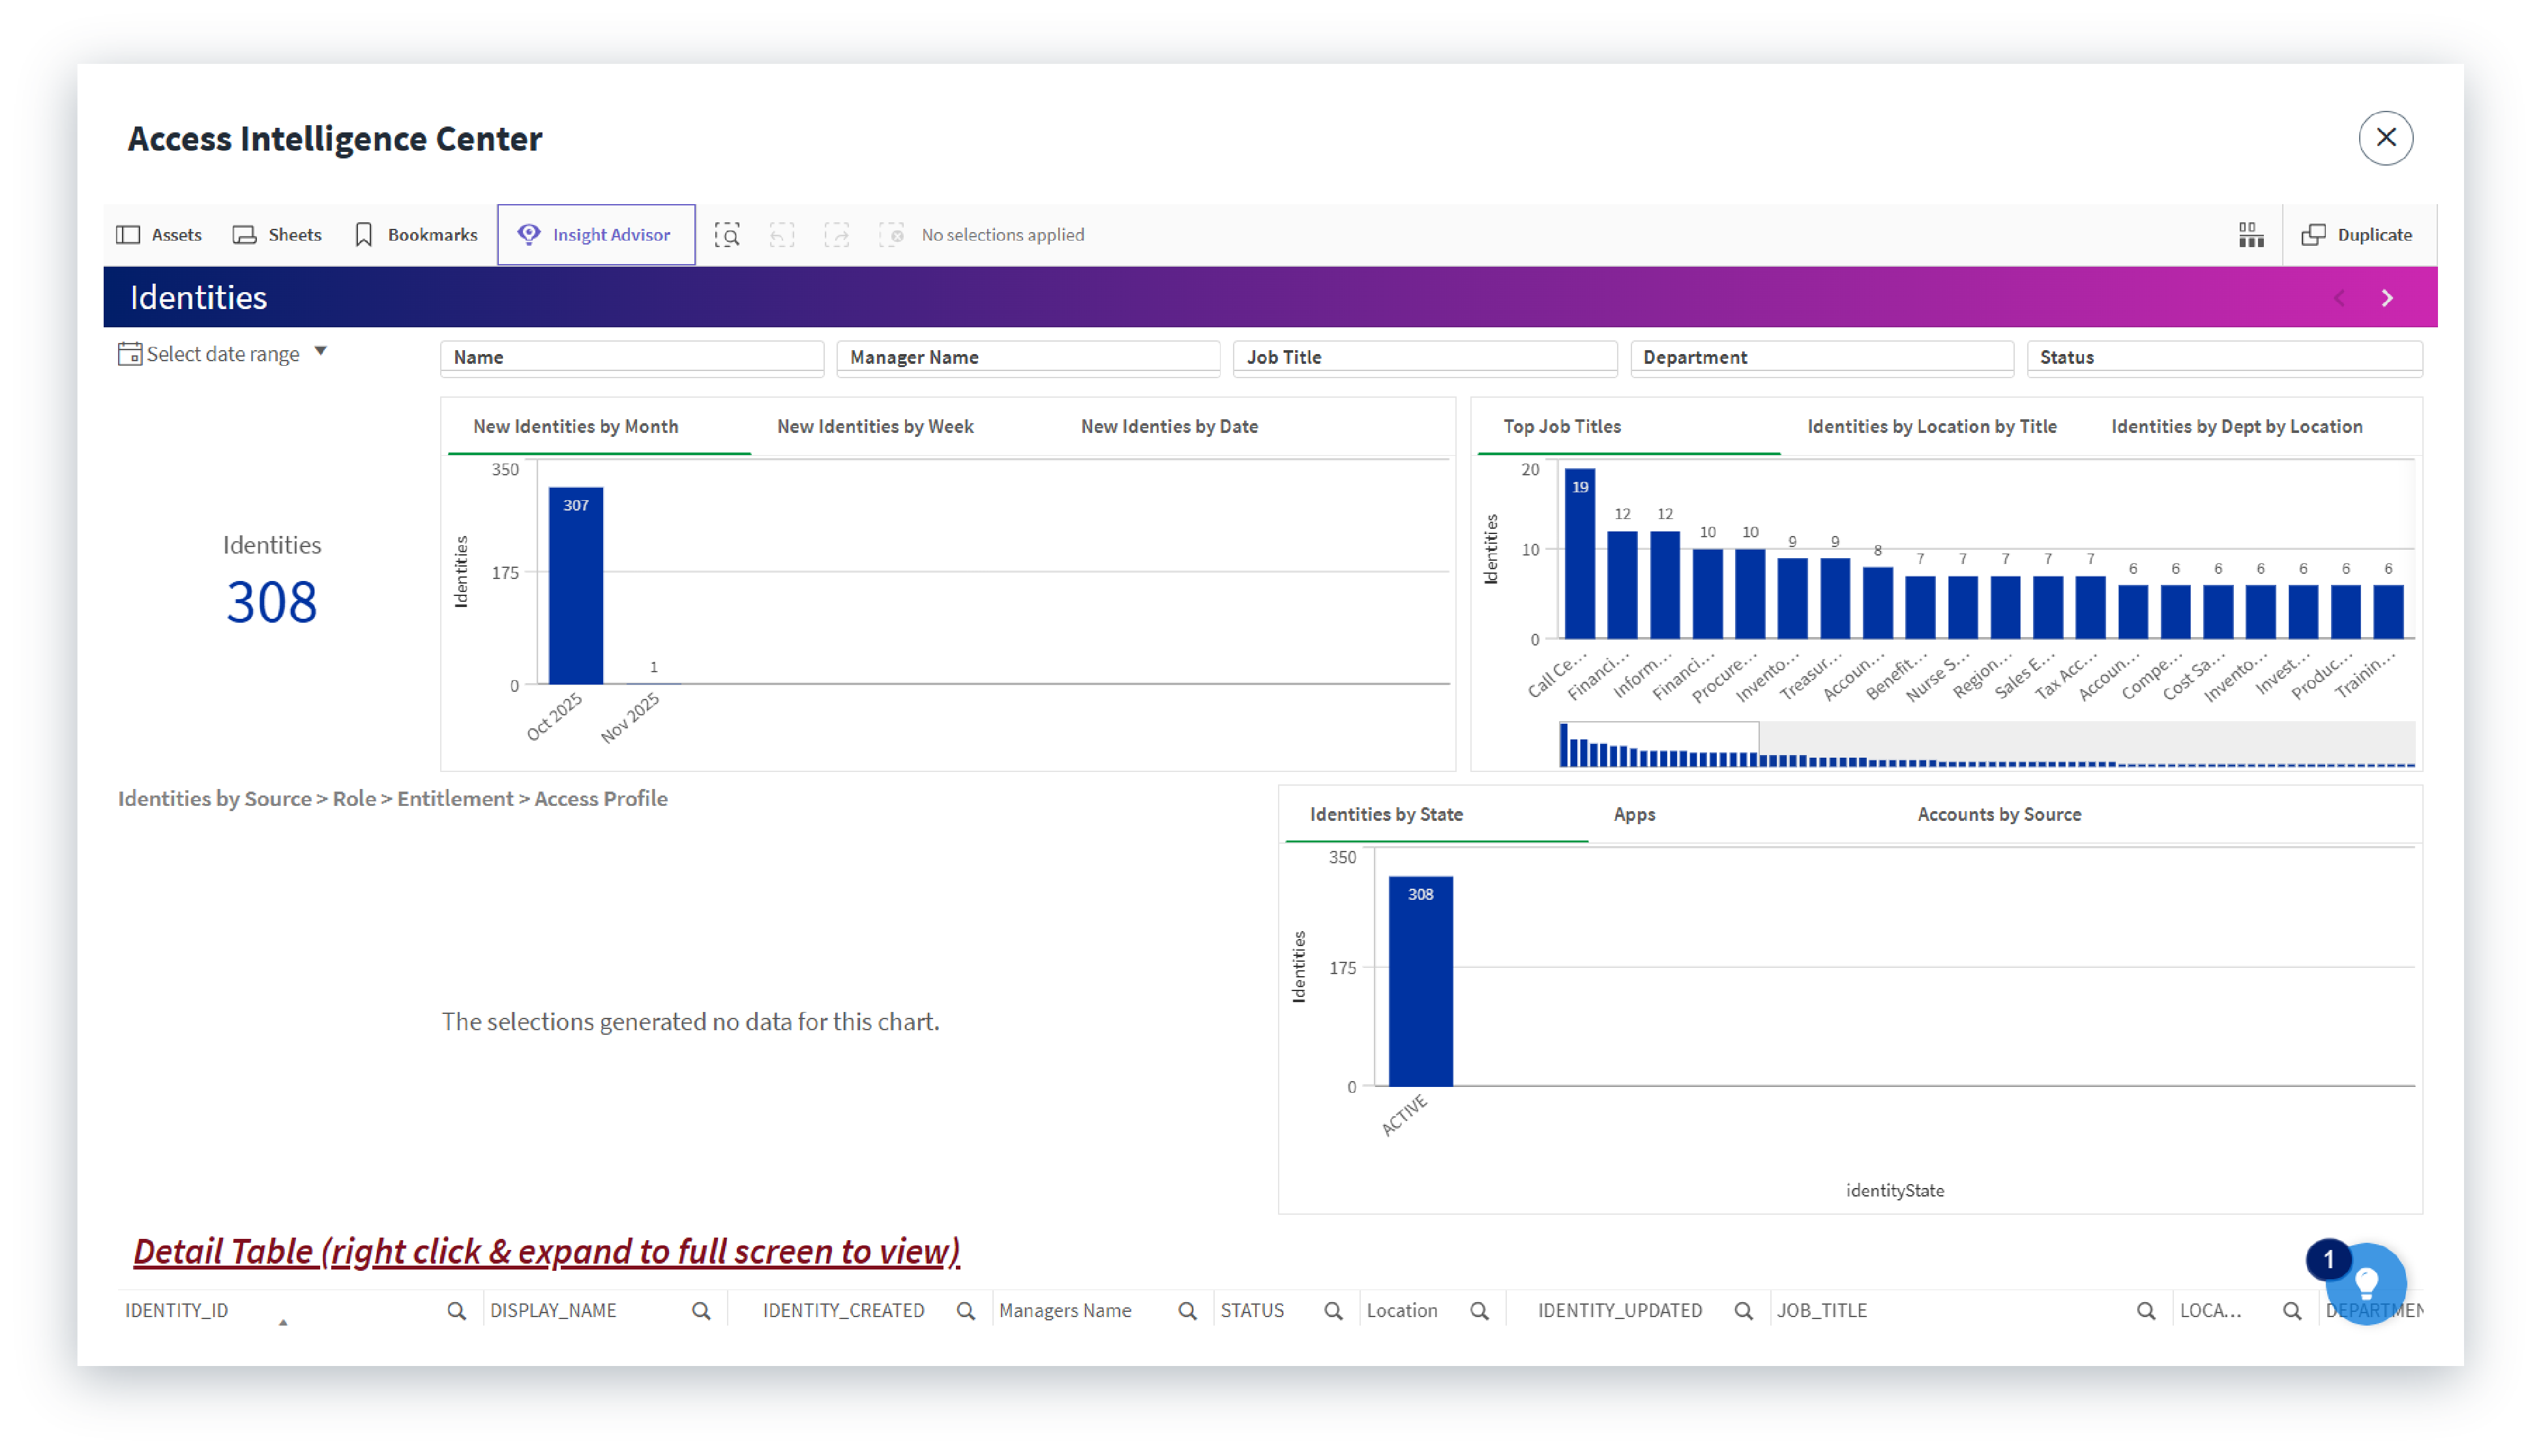 Access Intelligence Center
Assets Sheets Bookmarks Insight Advisor No selections applied Duplicate
Identities
Select date range
Name Manager Name Job Title Department Status
New Identities by Month New Identities by Week New Identies by Date
350
175
0
Identities
307
1
Oct 2025 Nov 2025
Top Job Titles Identities by Location by Title Identities by Dept by Location
20
10
0
Identities
19 12 12 10 10 9 9 8 7 7 7 7 7 6 6 6 6 6 6 6
Call Ce... Financi... Inform... Financi... Procure... Invento... Treasur... Accoun... Benefit... Nurse S... Region... Sales E... Tax Acc... Accoun... Compe... Cost Sa... Invento... Invest... Produc... Trainin...
Identities
308
Identities by Source > Role > Entitlement > Access Profile
The selections generated no data for this chart.
Identities by State Apps Accounts by Source
350
175
0
Identities
308
ACTIVE
identityState
Detail Table (right click & expand to full screen to view)
1
IDENTITY_ID DISPLAY_NAME IDENTITY_CREATED Managers Name STATUS Location IDENTITY_UPDATED JOB_TITLE LOCA... DEPARTMEN